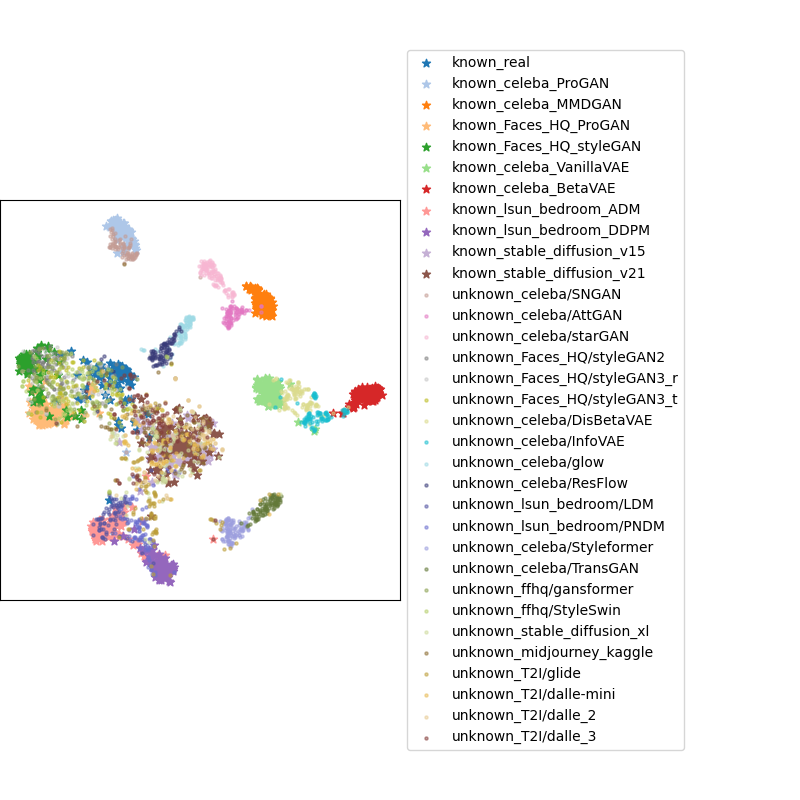 known_real
known_celeba_ProGAN
known_celeba_MMDGAN
known_Faces_HQ_ProGAN
known_Faces_HQ_styleGAN
known_celeba_VanillaVAE
known_celeba_BetaVAE
known_lsun_bedroom_ADM
known_lsun_bedroom_DDPM
known_stable_diffusion_v15
known_stable_diffusion_v21
unknown_celeba/SNGAN
unknown_celeba/AttGAN
unknown_celeba/starGAN
unknown_Faces_HQ/styleGAN2
unknown_Faces_HQ/styleGAN3_r
unknown_Faces_HQ/styleGAN3_t
unknown_celeba/DisBetaVAE
unknown_celeba/InfoVAE
unknown_celeba/glow
unknown_celeba/ResFlow
unknown_lsun_bedroom/LDM
unknown_lsun_bedroom/PNDM
unknown_celeba/Styleformer
unknown_celeba/TransGAN
unknown_ffhq/gansformer
unknown_ffhq/StyleSwin
unknown_stable_diffusion_xl
unknown_midjourney_kaggle
unknown_T2I/glide
unknown_T2I/dalle-mini
unknown_T2I/dalle_2
unknown_T2I/dalle_3